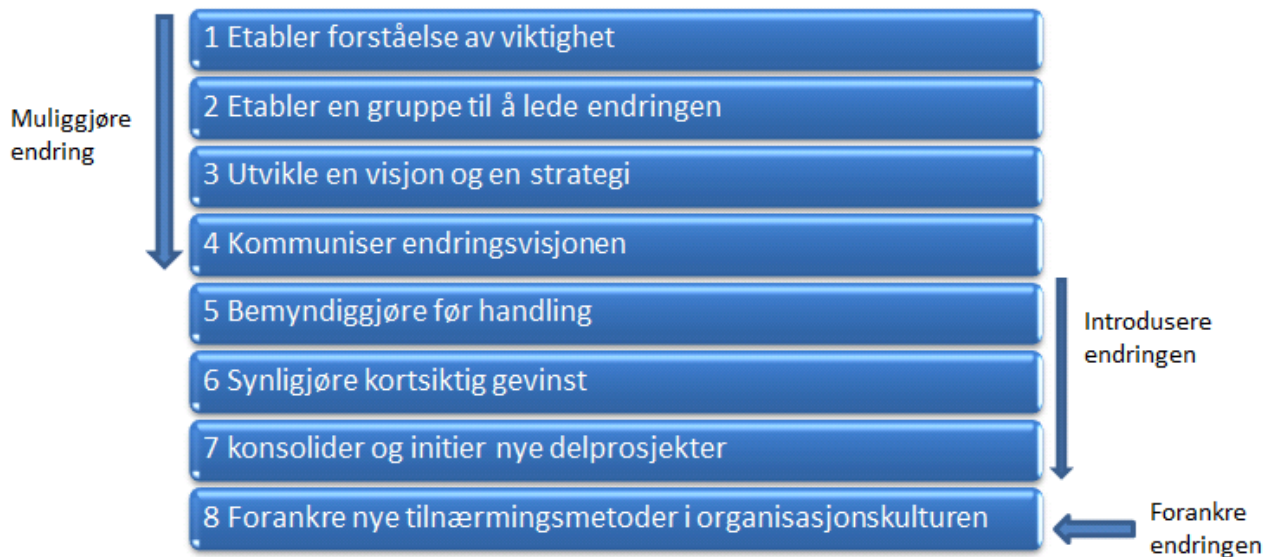 1 Etabler forståelse av viktighet
2 Etabler en gruppe til å lede endringen
Muliggjøre
endring
3 Utvikle en visjon og en strategi
4 Kommuniser endringsvisjonen
5 Bemyndiggjøre før handling
Introdusere
endringen
6 Synligjøre kortsiktig gevinst
7 konsolider og initier nye delprosjekter
8 Forankre nye tilnærmingsmetoder i organisasjonskulturen
Forankre
endringen